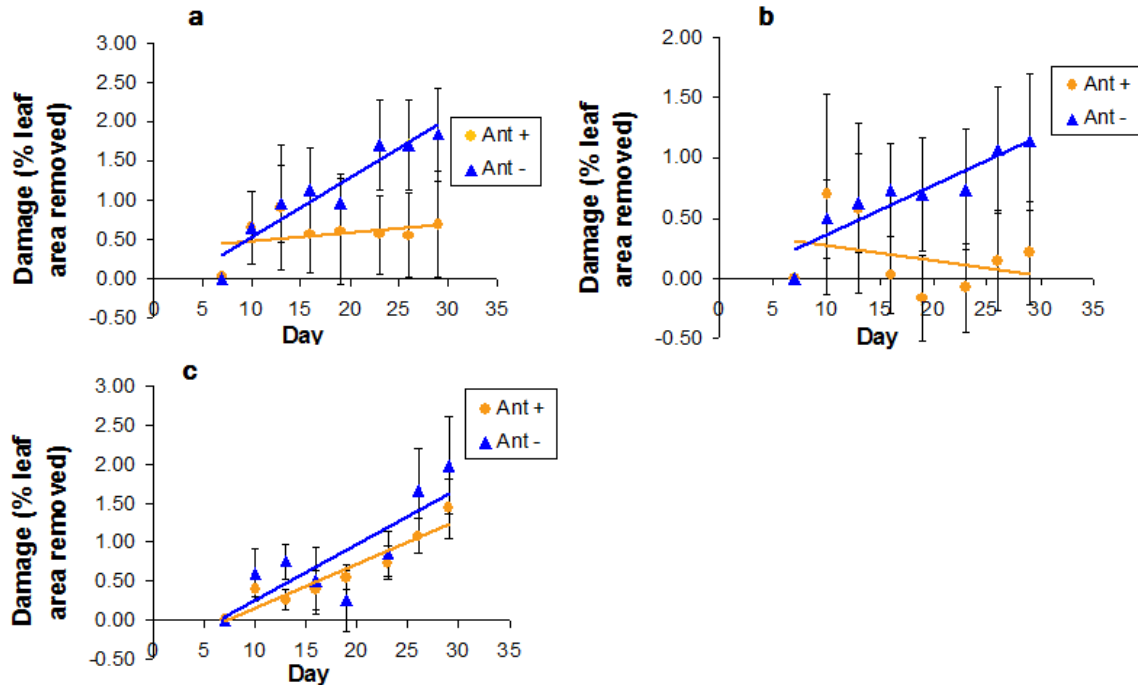 a
3.00
2.50
2.00
1.50
1.00
0.50
0.00
-0.50
0 5 10 15 20 25 30 35
Day
Damage (% leaf
area removed)
Ant +
Ant -
b
2.00
1.50
1.00
0.50
0.00
-0.50
0 5 10 15 20 25 30 35
Day
Damage (% leaf
area removed)
Ant +
Ant -
c
3.00
2.50
2.00
1.50
1.00
0.50
0.00
-0.50
0 5 10 15 20 25 30 35
Day
Damage (% leaf
area removed)
Ant +
Ant -